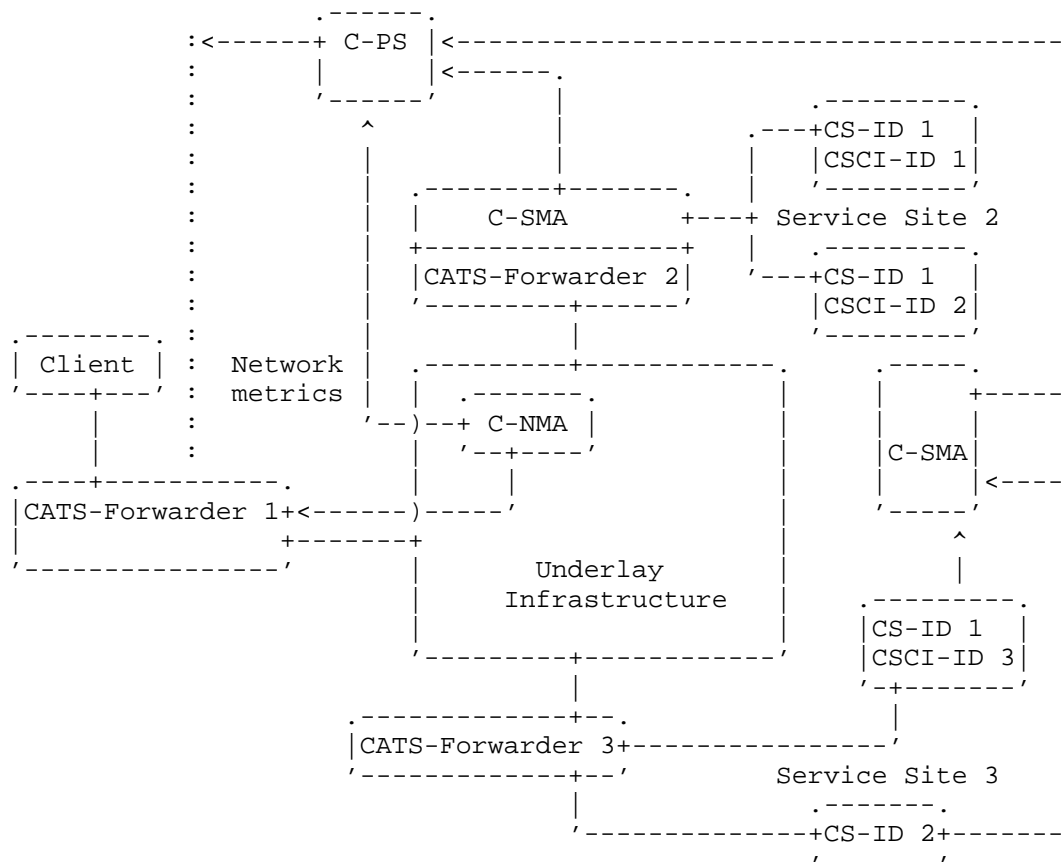 C-PS
CS-ID 1
CSCI-ID 1
C-SMA
Service Site 2
CATS-Forwarder 2
CS-ID 1
CSCI-ID 2
Client
Network
metrics
C-NMA
C-SMA
CATS-Forwarder 1
Underlay
Infrastructure
CS-ID 1
CSCI-ID 3
CATS-Forwarder 3
Service Site 3
CS-ID 2